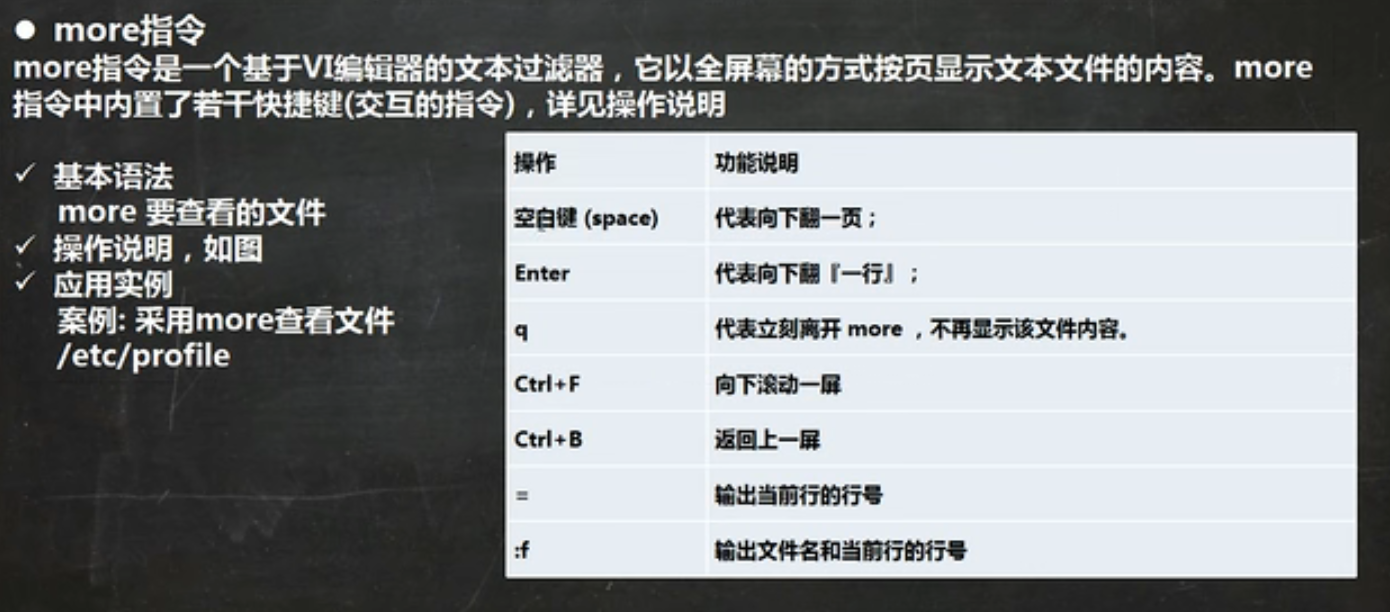 ● more指令
more指令是一个基于VI编辑器的文本过滤器，它以全屏幕的方式按页显示文本文件的内容。more
指令中内置了若干快捷键(交互的指令)，详见操作说明
✓ 基本语法
more 要查看的文件
✓ 操作说明，如图
✓ 应用实例
案例: 采用more查看文件
/etc/profile
操作 功能说明
空白键 (space) 代表向下翻一页；
Enter 代表向下翻『一行』；
q 代表立刻离开 more ，不再显示该文件内容。
Ctrl+F 向下滚动一屏
Ctrl+B 返回上一屏
= 输出当前行的行号
:f 输出文件名和当前行的行号